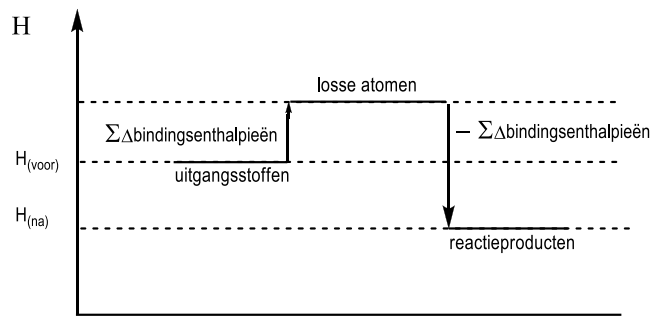 H
losse atomen
Σ∆bindingsenthalpieën
– Σ∆bindingsenthalpieën
H(voor)
uitgangsstoffen
H(na)
reactieproducten